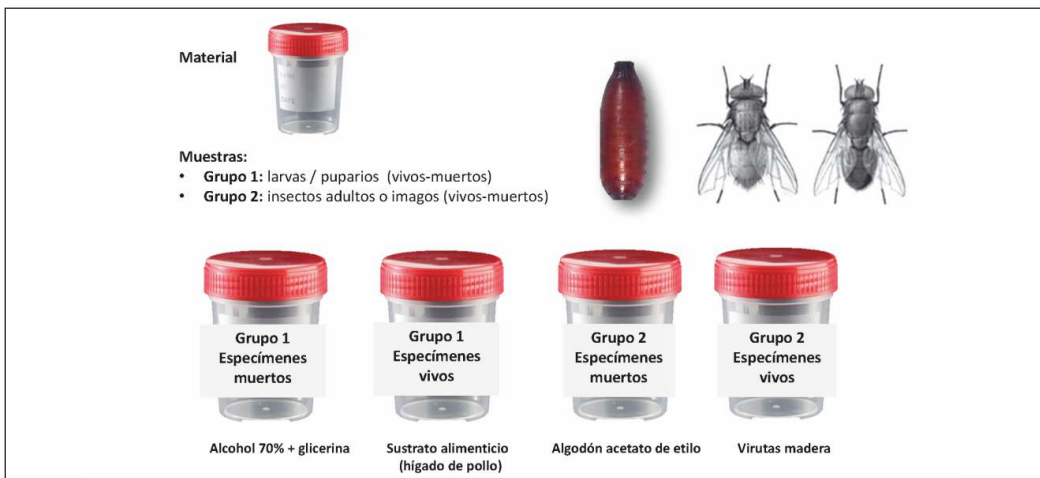 Material
Muestras:
• Grupo 1: larvas / puparios (vivos-muertos)
• Grupo 2: insectos adultos o imagos (vivos-muertos)
Grupo 1
Especímenes
muertos
Grupo 1
Especímenes
vivos
Grupo 2
Especímenes
muertos
Grupo 2
Especímenes
vivos
Alcohol 70% + glicerina
Sustrato alimenticio
(hígado de pollo)
Algodón acetato de etilo
Virutas madera